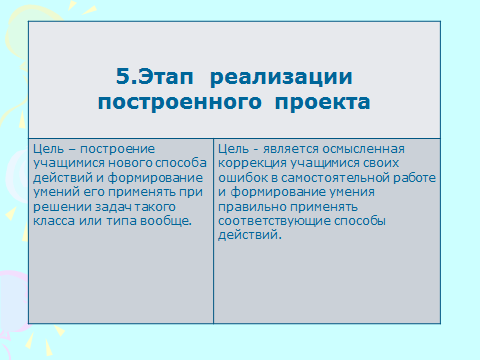 5.Этап реализации
построенного проекта
Цель – построение
учащимися нового способа
действий и формирование
умений его применять при
решении задач такого
класса или типа вообще.
Цель - является осмысленная
коррекция учащимися своих
ошибок в самостоятельной работе
и формирование умения
правильно применять
соответствующие способы
действий.